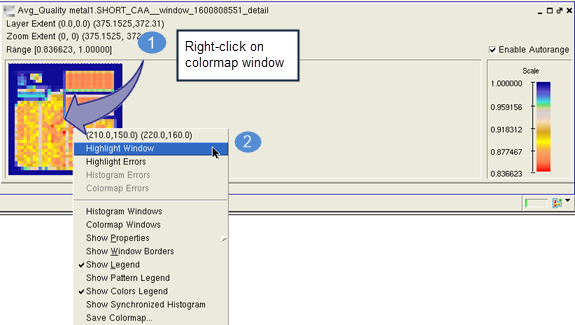 Avg_Quality metal1.SHORT_CAA__window_1600808551_detail
Layer Extent (0.0,0.0) (375.1525,372.31)
Zoom Extent (0, 0) (375.1525, 372.
Range [0.836623, 1.00000]
Enable Autorange
1
Right-click on
colormap window
Scale
1.000000
0.959156
0.918312
0.877467
0.836623
(210.0,150.0) (220.0,160.0)
Highlight Window
2
Highlight Errors
Histogram Errors
Colormap Errors
Histogram Windows
Colormap Windows
Show Properties
Show Window Borders
Show Legend
Show Pattern Legend
Show Colors Legend
Show Synchronized Histogram
Save Colormap...